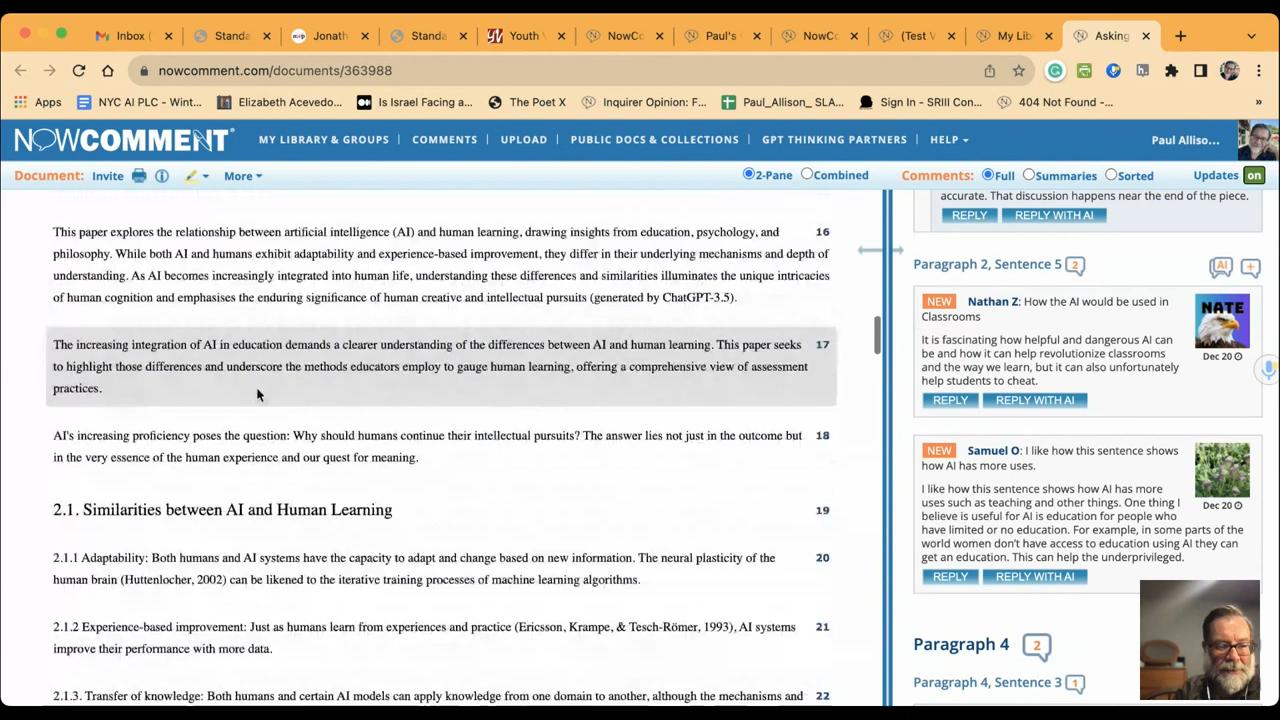 Inbox (
Standa
Jonath
Standa
Youth
NowCo
Paul's
NowCo
(Test
My Lib
Asking
nowcomment.com/documents/363988
Apps
NYC AI PLC - Wint...
Elizabeth Acevedo...
Is Israel Facing a...
The Poet X
Inquirer Opinion: F...
Paul_Allison_ SLA...
Sign In - SRIII Con...
404 Not Found -...
»
NOWCOMMENT®
MY LIBRARY & GROUPS
COMMENTS
UPLOAD
PUBLIC DOCS & COLLECTIONS
GPT THINKING PARTNERS
HELP
Paul Alliso...
Document:
Invite
More
2-Pane
Combined
Comments:
Full
Summaries
Sorted
Updates
on
This paper explores the relationship between artificial intelligence (AI) and human learning, drawing insights from education, psychology, and
16
philosophy. While both AI and humans exhibit adaptability and experience-based improvement, they differ in their underlying mechanisms and depth of
understanding. As AI becomes increasingly integrated into human life, understanding these differences and similarities illuminates the unique intricacies
of human cognition and emphasises the enduring significance of human creative and intellectual pursuits (generated by ChatGPT-3.5).
The increasing integration of AI in education demands a clearer understanding of the differences between AI and human learning. This paper seeks
17
to highlight those differences and underscore the methods educators employ to gauge human learning, offering a comprehensive view of assessment
practices.
AI's increasing proficiency poses the question: Why should humans continue their intellectual pursuits? The answer lies not just in the outcome but
18
in the very essence of the human experience and our quest for meaning.
2.1. Similarities between AI and Human Learning
19
2.1.1 Adaptability: Both humans and AI systems have the capacity to adapt and change based on new information. The neural plasticity of the
20
human brain (Huttenlocher, 2002) can be likened to the iterative training processes of machine learning algorithms.
2.1.2 Experience-based improvement: Just as humans learn from experiences and practice (Ericsson, Krampe, & Tesch-Römer, 1993), AI systems
21
improve their performance with more data.
2.1.3. Transfer of knowledge: Both humans and certain AI models can apply knowledge from one domain to another, although the mechanisms and
22
accurate. That discussion happens near the end of the piece.
REPLY
REPLY WITH AI
Paragraph 2, Sentence 5
2
AI
+
NEW
Nathan Z: How the AI would be used in
Classrooms
NATE
Dec 20
It is fascinating how helpful and dangerous AI can
be and how it can help revolutionize classrooms
and the way we learn, but it can also unfortunately
help students to cheat.
REPLY
REPLY WITH AI
NEW
Samuel O: I like how this sentence shows
how AI has more uses.
Dec 20
I like how this sentence shows how AI has more
uses such as teaching and other things. One thing I
believe is useful for AI is education for people who
have limited or no education. For example, in some parts of the
world women don't have access to education using AI they can
get an education. This can help the underprivileged.
REPLY
REPLY WITH AI
Paragraph 4
2
Paragraph 4, Sentence 3
1